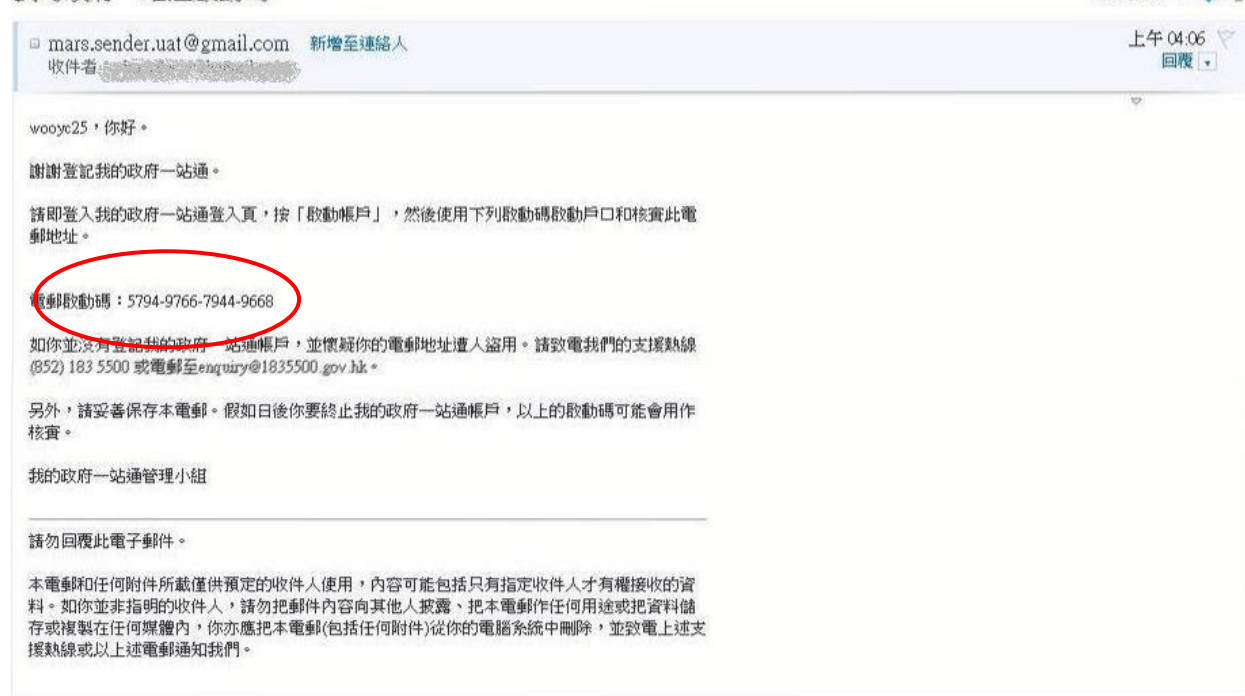 mars.sender.uat@gmail.com 新增至連絡人
上午 04:06
收件者
回覆
wooyc25，你好。
謝謝登記我的政府一站通。
請即登入我的政府一站通登入頁，按「啟動帳戶」，然後使用下列啟動碼啟動戶口和核實此電
郵地址。
電郵啟動碼：5794-9766-7944-9668
如你並沒有登記我的政府一站通帳戶，並懷疑你的電郵地址遭人盜用。請致電我們的支援熱線
(852) 183 5500 或電郵至enquiry@1835500.gov.hk。
另外，請妥善保存本電郵。假如日後你要終止我的政府一站通帳戶，以上的啟動碼可能會用作
核實。
我的政府一站通管理小組
請勿回覆此電子郵件。
本電郵和任何附件所載僅供預定的收件人使用，內容可能包括只有指定收件人才有權接收的資
料。如你並非指明的收件人，請勿把郵件內容向其他人披露、把本電郵作任何用途或把資料儲
存或複製在任何媒體內，你亦應把本電郵(包括任何附件)從你的電腦系統中刪除，並致電上述支
援熱線或以上述電郵通知我們。